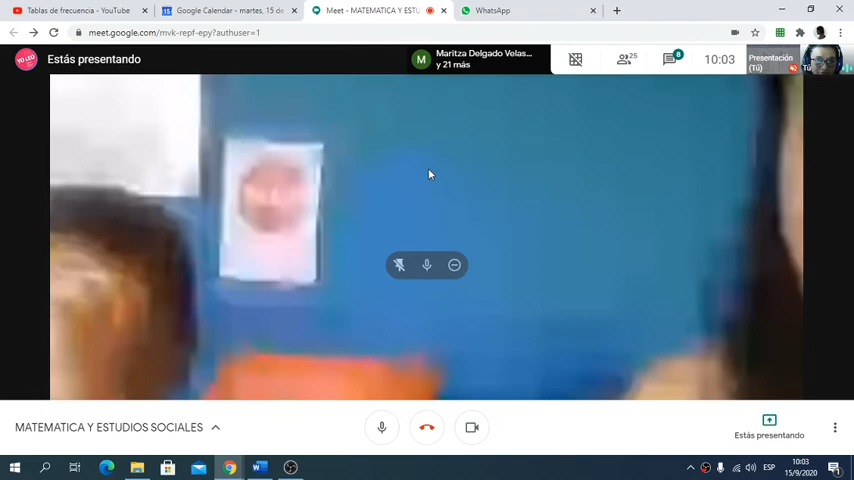 Tablas de frecuencia - YouTube
Google Calendar - martes, 15 de
Meet - MATEMATICA Y ESTU
WhatsApp
meet.google.com/mvk-repf-epy?authuser=1
YO LEO
Estás presentando
M
Maritza Delgado Velas...
y 21 más
25
8
10:03
Presentación
(Tú)
Tú
MATEMATICA Y ESTUDIOS SOCIALES
Estás presentando
ESP
10:03
15/9/2020
1